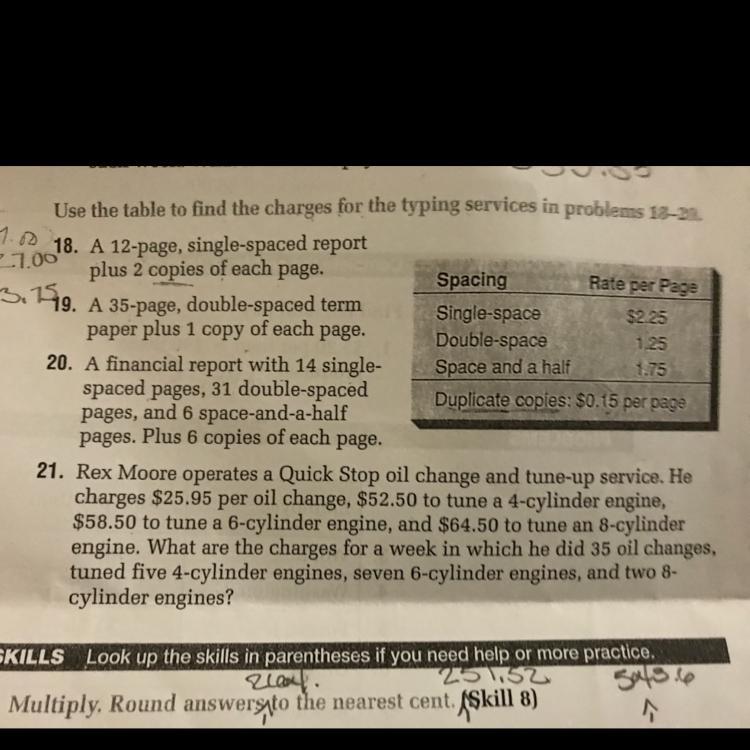 Use the table to find the charges for the typing services in problems 18–20.
18. A 12-page, single-spaced report
plus 2 copies of each page.
19. A 35-page, double-spaced term
paper plus 1 copy of each page.
20. A financial report with 14 single-
spaced pages, 31 double-spaced
pages, and 6 space-and-a-half
pages. Plus 6 copies of each page.
Spacing Rate per Page
Single-space $2.25
Double-space 1.25
Space and a half 1.75
Duplicate copies: $0.15 per page
21. Rex Moore operates a Quick Stop oil change and tune-up service. He
charges $25.95 per oil change, $52.50 to tune a 4-cylinder engine,
$58.50 to tune a 6-cylinder engine, and $64.50 to tune an 8-cylinder
engine. What are the charges for a week in which he did 35 oil changes,
tuned five 4-cylinder engines, seven 6-cylinder engines, and two 8-
cylinder engines?
SKILLS Look up the skills in parentheses if you need help or more practice.
251.52
Multiply. Round answers to the nearest cent. (Skill 8)